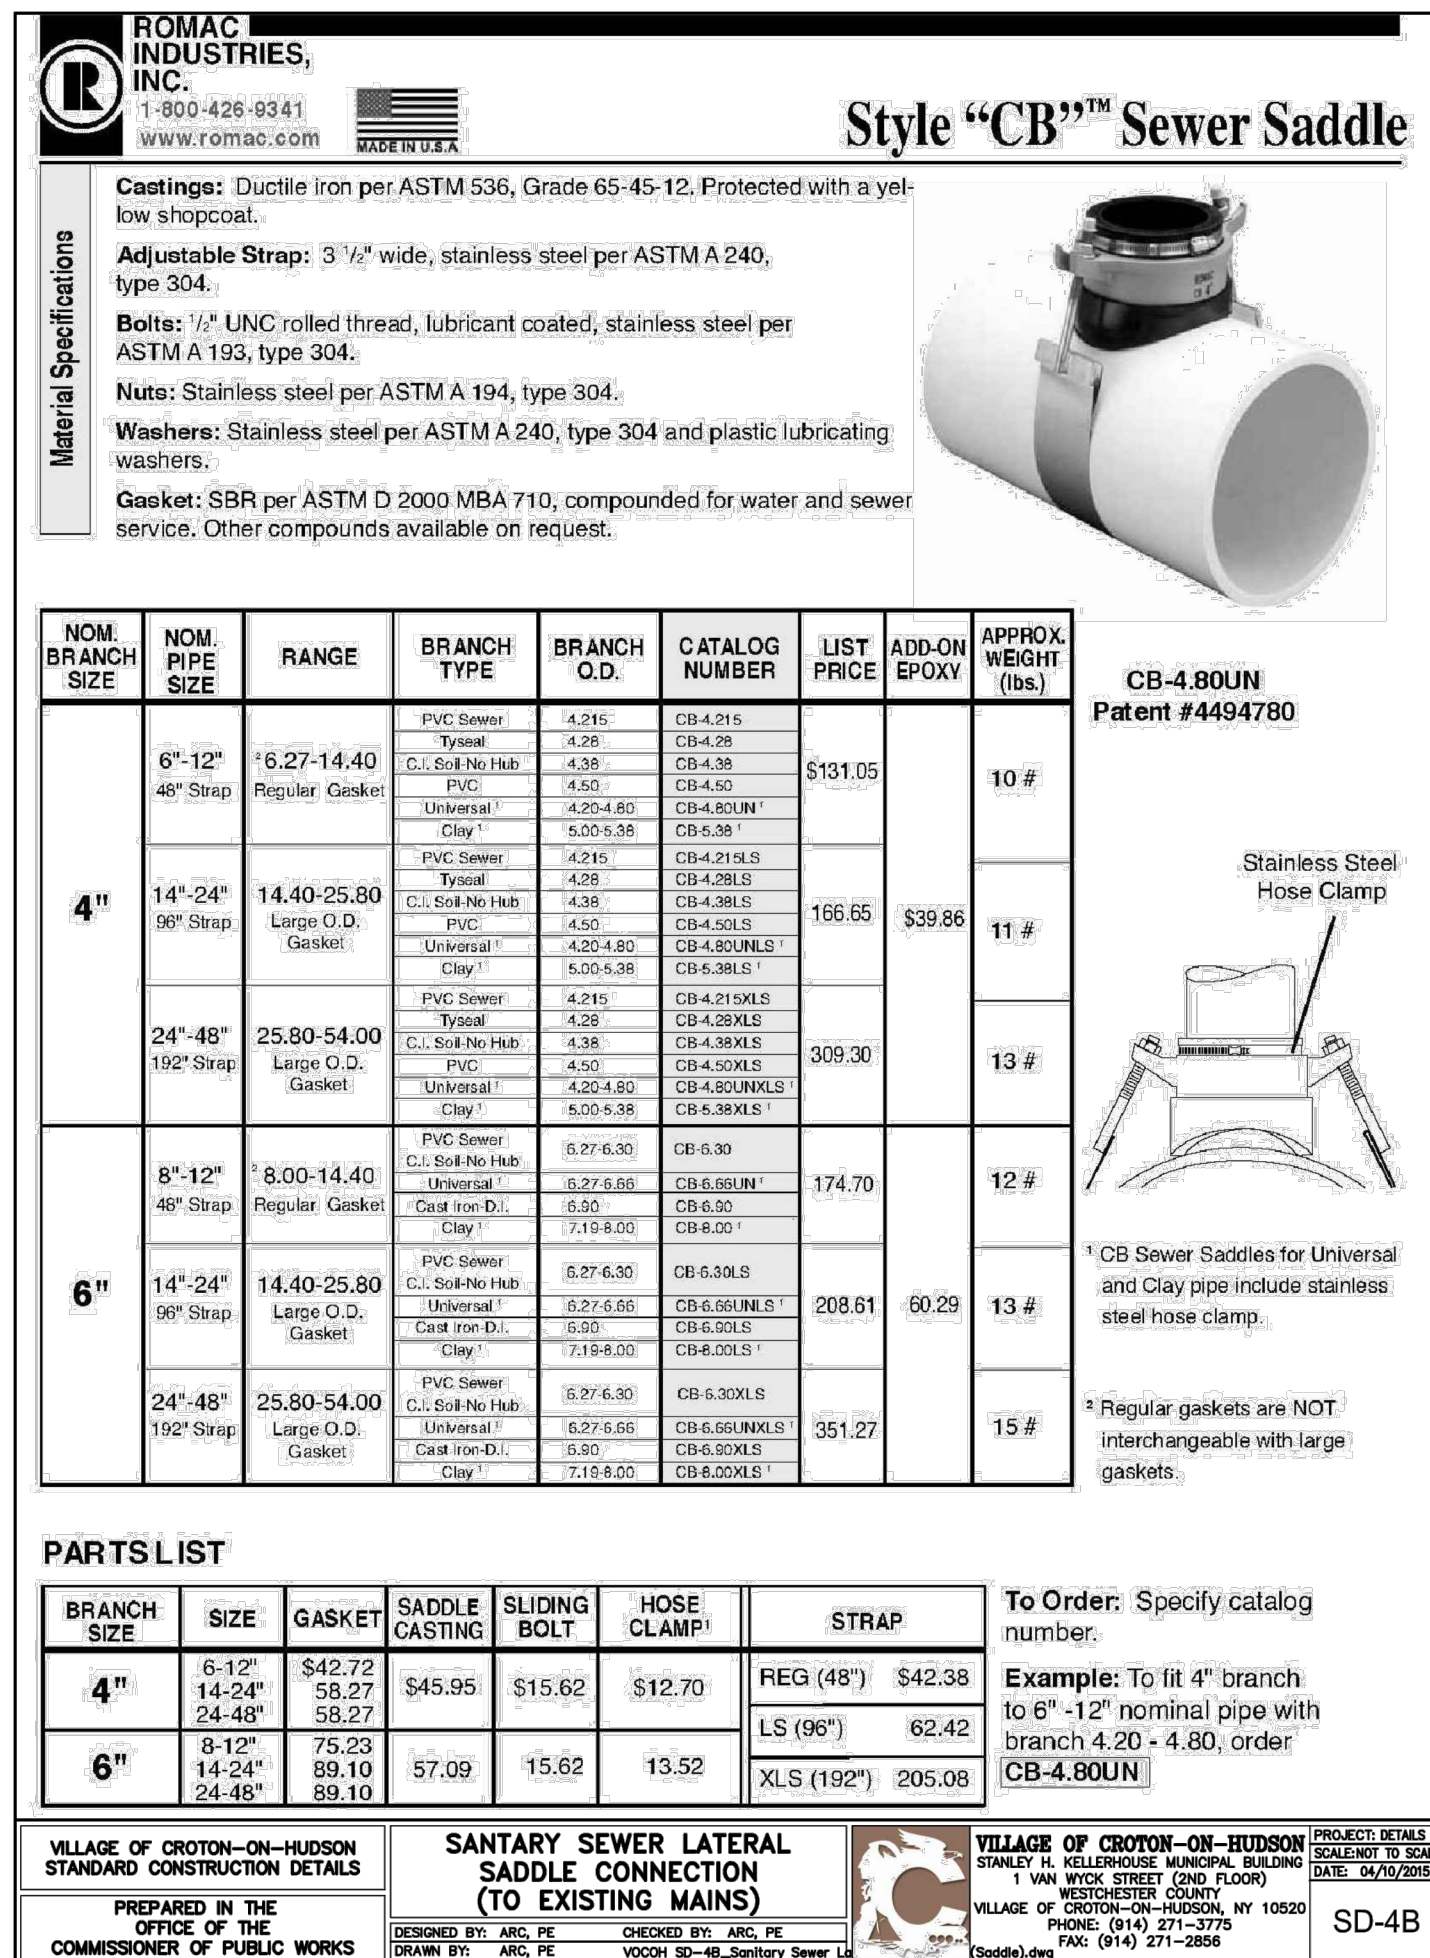 ROMAC
INDUSTRIES,
INC.
1-800-426-9341
www.romac.com
MADE IN U.S.A.
Style “CB”™ Sewer Saddle
Material Specifications
Castings: Ductile iron per ASTM 536, Grade 65-45-12. Protected with a yel-
low shopcoat.
Adjustable Strap: 3 1/2" wide, stainless steel per ASTM A 240,
type 304.
Bolts: 1/2" UNC rolled thread, lubricant coated, stainless steel per
ASTM A 193, type 304.
Nuts: Stainless steel per ASTM A 194, type 304.
Washers: Stainless steel per ASTM A 240, type 304 and plastic lubricating
washers.
Gasket: SBR per ASTM D 2000 MBA 710, compounded for water and sewer
service. Other compounds available on request.
ROMAC
CB 4"
NOM. BRANCH SIZE NOM. PIPE SIZE RANGE BRANCH TYPE BRANCH O.D. CATALOG NUMBER LIST PRICE ADD-ON EPOXY APPROX. WEIGHT (lbs.)
4"
6"-12" 48" Strap ² 6.27-14.40 Regular Gasket $131.05 $39.86 10 #
PVC Sewer 4.215 CB-4.215
Tyseal 4.28 CB-4.28
C.I. Soil-No Hub 4.38 CB-4.38
PVC 4.50 CB-4.50
Universal ¹ 4.20-4.80 CB-4.80UN ¹
Clay ¹ 5.00-5.38 CB-5.38 ¹
14"-24" 96" Strap 14.40-25.80 Large O.D. Gasket 166.65 11 #
PVC Sewer 4.215 CB-4.215LS
Tyseal 4.28 CB-4.28LS
C.I. Soil-No Hub 4.38 CB-4.38LS
PVC 4.50 CB-4.50LS
Universal ¹ 4.20-4.80 CB-4.80UNLS ¹
Clay ¹ 5.00-5.38 CB-5.38LS ¹
24"-48" 192" Strap 25.80-54.00 Large O.D. Gasket 309.30 13 #
PVC Sewer 4.215 CB-4.215XLS
Tyseal 4.28 CB-4.28XLS
C.I. Soil-No Hub 4.38 CB-4.38XLS
PVC 4.50 CB-4.50XLS
Universal ¹ 4.20-4.80 CB-4.80UNXLS ¹
Clay ¹ 5.00-5.38 CB-5.38XLS ¹
6"
8"-12" 48" Strap ² 8.00-14.40 Regular Gasket 174.70 60.29 12 #
PVC Sewer
C.I. Soil-No Hub 6.27-6.30 CB-6.30
Universal ¹ 6.27-6.66 CB-6.66UN ¹
Cast Iron-D.I. 6.90 CB-6.90
Clay ¹ 7.19-8.00 CB-8.00 ¹
14"-24" 96" Strap 14.40-25.80 Large O.D. Gasket 208.61 13 #
PVC Sewer
C.I. Soil-No Hub 6.27-6.30 CB-6.30LS
Universal ¹ 6.27-6.66 CB-6.66UNLS ¹
Cast Iron-D.I. 6.90 CB-6.90LS
Clay ¹ 7.19-8.00 CB-8.00LS ¹
24"-48" 192" Strap 25.80-54.00 Large O.D. Gasket 351.27 15 #
PVC Sewer
C.I. Soil-No Hub 6.27-6.30 CB-6.30XLS
Universal ¹ 6.27-6.66 CB-6.66UNXLS ¹
Cast Iron-D.I. 6.90 CB-6.90XLS
Clay ¹ 7.19-8.00 CB-8.00XLS ¹
CB-4.80UN
Patent #4494780
Stainless Steel
Hose Clamp
¹ CB Sewer Saddles for Universal
and Clay pipe include stainless
steel hose clamp.
² Regular gaskets are NOT
interchangeable with large
gaskets.
PARTS LIST
BRANCH SIZE SIZE GASKET SADDLE CASTING SLIDING BOLT HOSE CLAMP¹ STRAP
4" $45.95 $15.62 $12.70
6-12" $42.72
14-24" 58.27
24-48" 58.27
6" 57.09 15.62 13.52
8-12" 75.23
14-24" 89.10
24-48" 89.10
REG (48") $42.38
LS (96") 62.42
XLS (192") 205.08
To Order: Specify catalog
number.
Example: To fit 4" branch
to 6" -12" nominal pipe with
branch 4.20 - 4.80, order
CB-4.80UN
VILLAGE OF CROTON-ON-HUDSON
STANDARD CONSTRUCTION DETAILS
PREPARED IN THE
OFFICE OF THE
COMMISSIONER OF PUBLIC WORKS
SANTARY SEWER LATERAL
SADDLE CONNECTION
(TO EXISTING MAINS)
DESIGNED BY: ARC, PE CHECKED BY: ARC, PE
DRAWN BY: ARC, PE VOCOH SD-4B_Sanitary Sewer La
(Saddle).dwg
C
VILLAGE OF CROTON-ON-HUDSON
STANLEY H. KELLERHOUSE MUNICIPAL BUILDING
1 VAN WYCK STREET (2ND FLOOR)
WESTCHESTER COUNTY
VILLAGE OF CROTON-ON-HUDSON, NY 10520
PHONE: (914) 271-3775
FAX: (914) 271-2856
PROJECT: DETAILS
SCALE:NOT TO SCAL
DATE: 04/10/2015
SD-4B